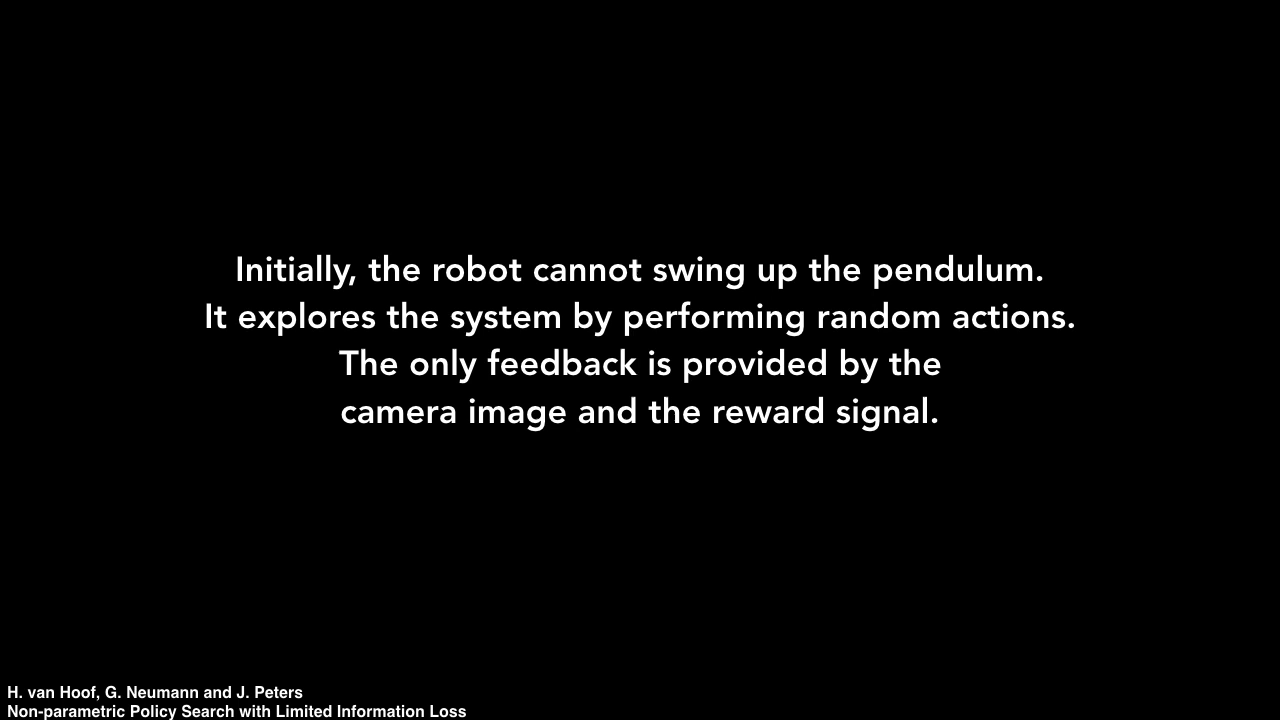 Initially, the robot cannot swing up the pendulum.
It explores the system by performing random actions.
The only feedback is provided by the
camera image and the reward signal.
H. van Hoof, G. Neumann and J. Peters
Non-parametric Policy Search with Limited Information Loss